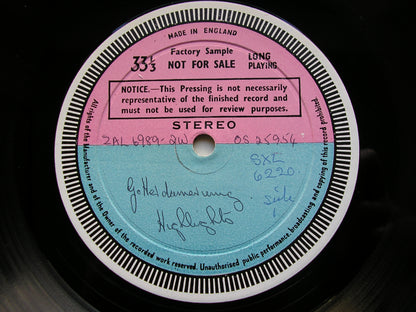 MADE IN ENGLAND
Factory Sample
33⅓ NOT FOR SALE LONG PLAYING
NOTICE.—This Pressing is not necessarily
representative of the finished record and
must not be used for review purposes.
STEREO
ZAL 6989-2W OS 25954
SXL
6220
side
1
Götterdämmerung
Highlights
All rights of the Manufacturer and of the Owner of the recorded work reserved. Unauthorised public performance, broadcasting and copying of this record prohibited.